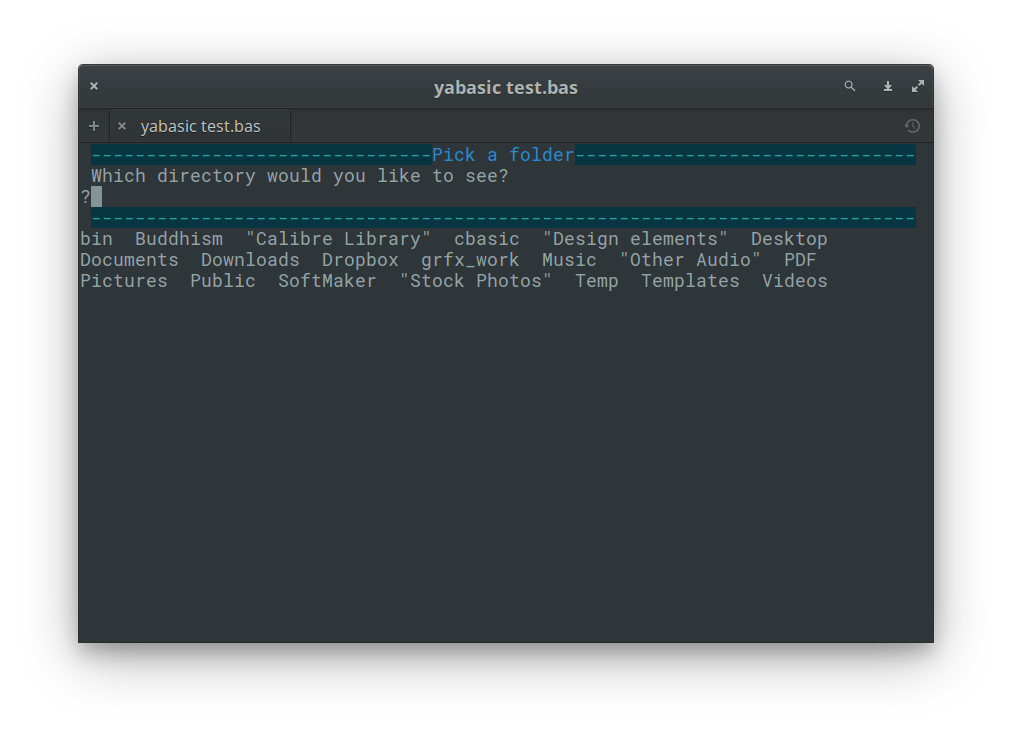 yabasic test.bas
yabasic test.bas
-------------------------------Pick a folder-------------------------------
Which directory would you like to see?
?
---------------------------------------------------------------------------
bin  Buddhism  "Calibre Library"  cbasic  "Design elements"  Desktop
Documents  Downloads  Dropbox  grfx_work  Music  "Other Audio"  PDF
Pictures  Public  SoftMaker  "Stock Photos"  Temp  Templates  Videos